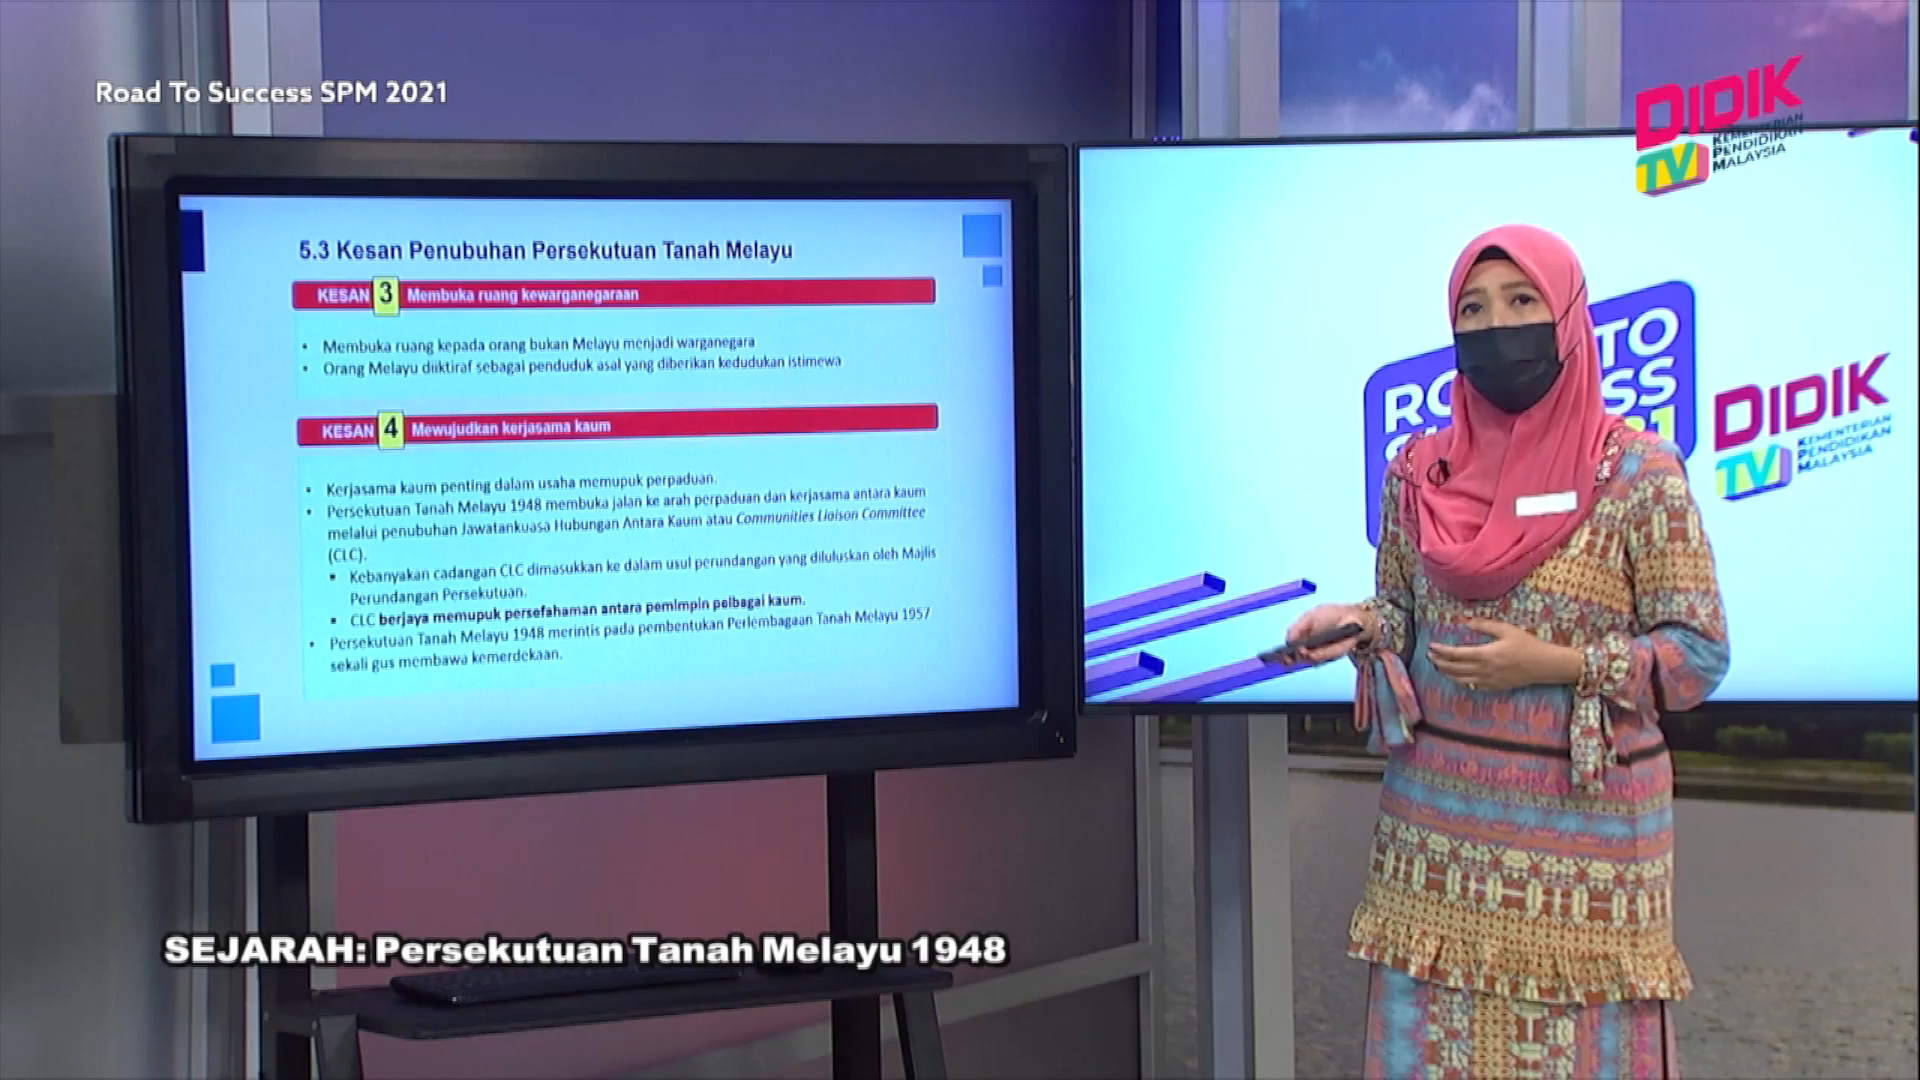 Road To Success SPM 2021
DIDIK
TV
KEMENTERIAN
PENDIDIKAN
MALAYSIA
5.3 Kesan Penubuhan Persekutuan Tanah Melayu
KESAN 3 Membuka ruang kewarganegaraan
• Membuka ruang kepada orang bukan Melayu menjadi warganegara
• Orang Melayu diiktiraf sebagai penduduk asal yang diberikan kedudukan istimewa
KESAN 4 Mewujudkan kerjasama kaum
• Kerjasama kaum penting dalam usaha memupuk perpaduan.
• Persekutuan Tanah Melayu 1948 membuka jalan ke arah perpaduan dan kerjasama antara kaum
melalui penubuhan Jawatankuasa Hubungan Antara Kaum atau Communities Liaison Committee
(CLC).
▪ Kebanyakan cadangan CLC dimasukkan ke dalam usul perundangan yang diluluskan oleh Majlis
Perundangan Persekutuan.
▪ CLC berjaya memupuk persefahaman antara pemimpin pelbagai kaum.
• Persekutuan Tanah Melayu 1948 merintis pada pembentukan Perlembagaan Tanah Melayu 1957
sekali gus membawa kemerdekaan.
TO
SS
DIDIK
TV
KEMENTERIAN
PENDIDIKAN
MALAYSIA
SEJARAH: Persekutuan Tanah Melayu 1948